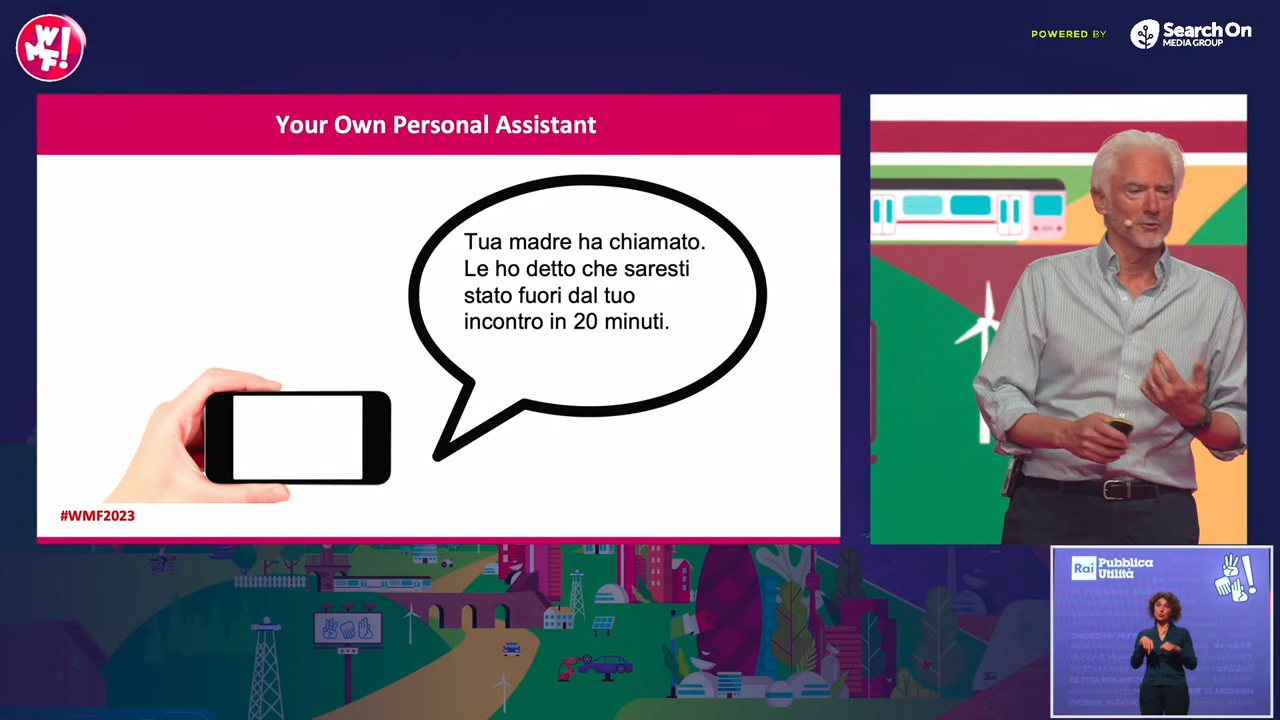 WMF!
POWERED BY
Search On
MEDIA GROUP
Your Own Personal Assistant
Tua madre ha chiamato.
Le ho detto che saresti
stato fuori dal tuo
incontro in 20 minuti.
#WMF2023
Rai Pubblica
Utilità